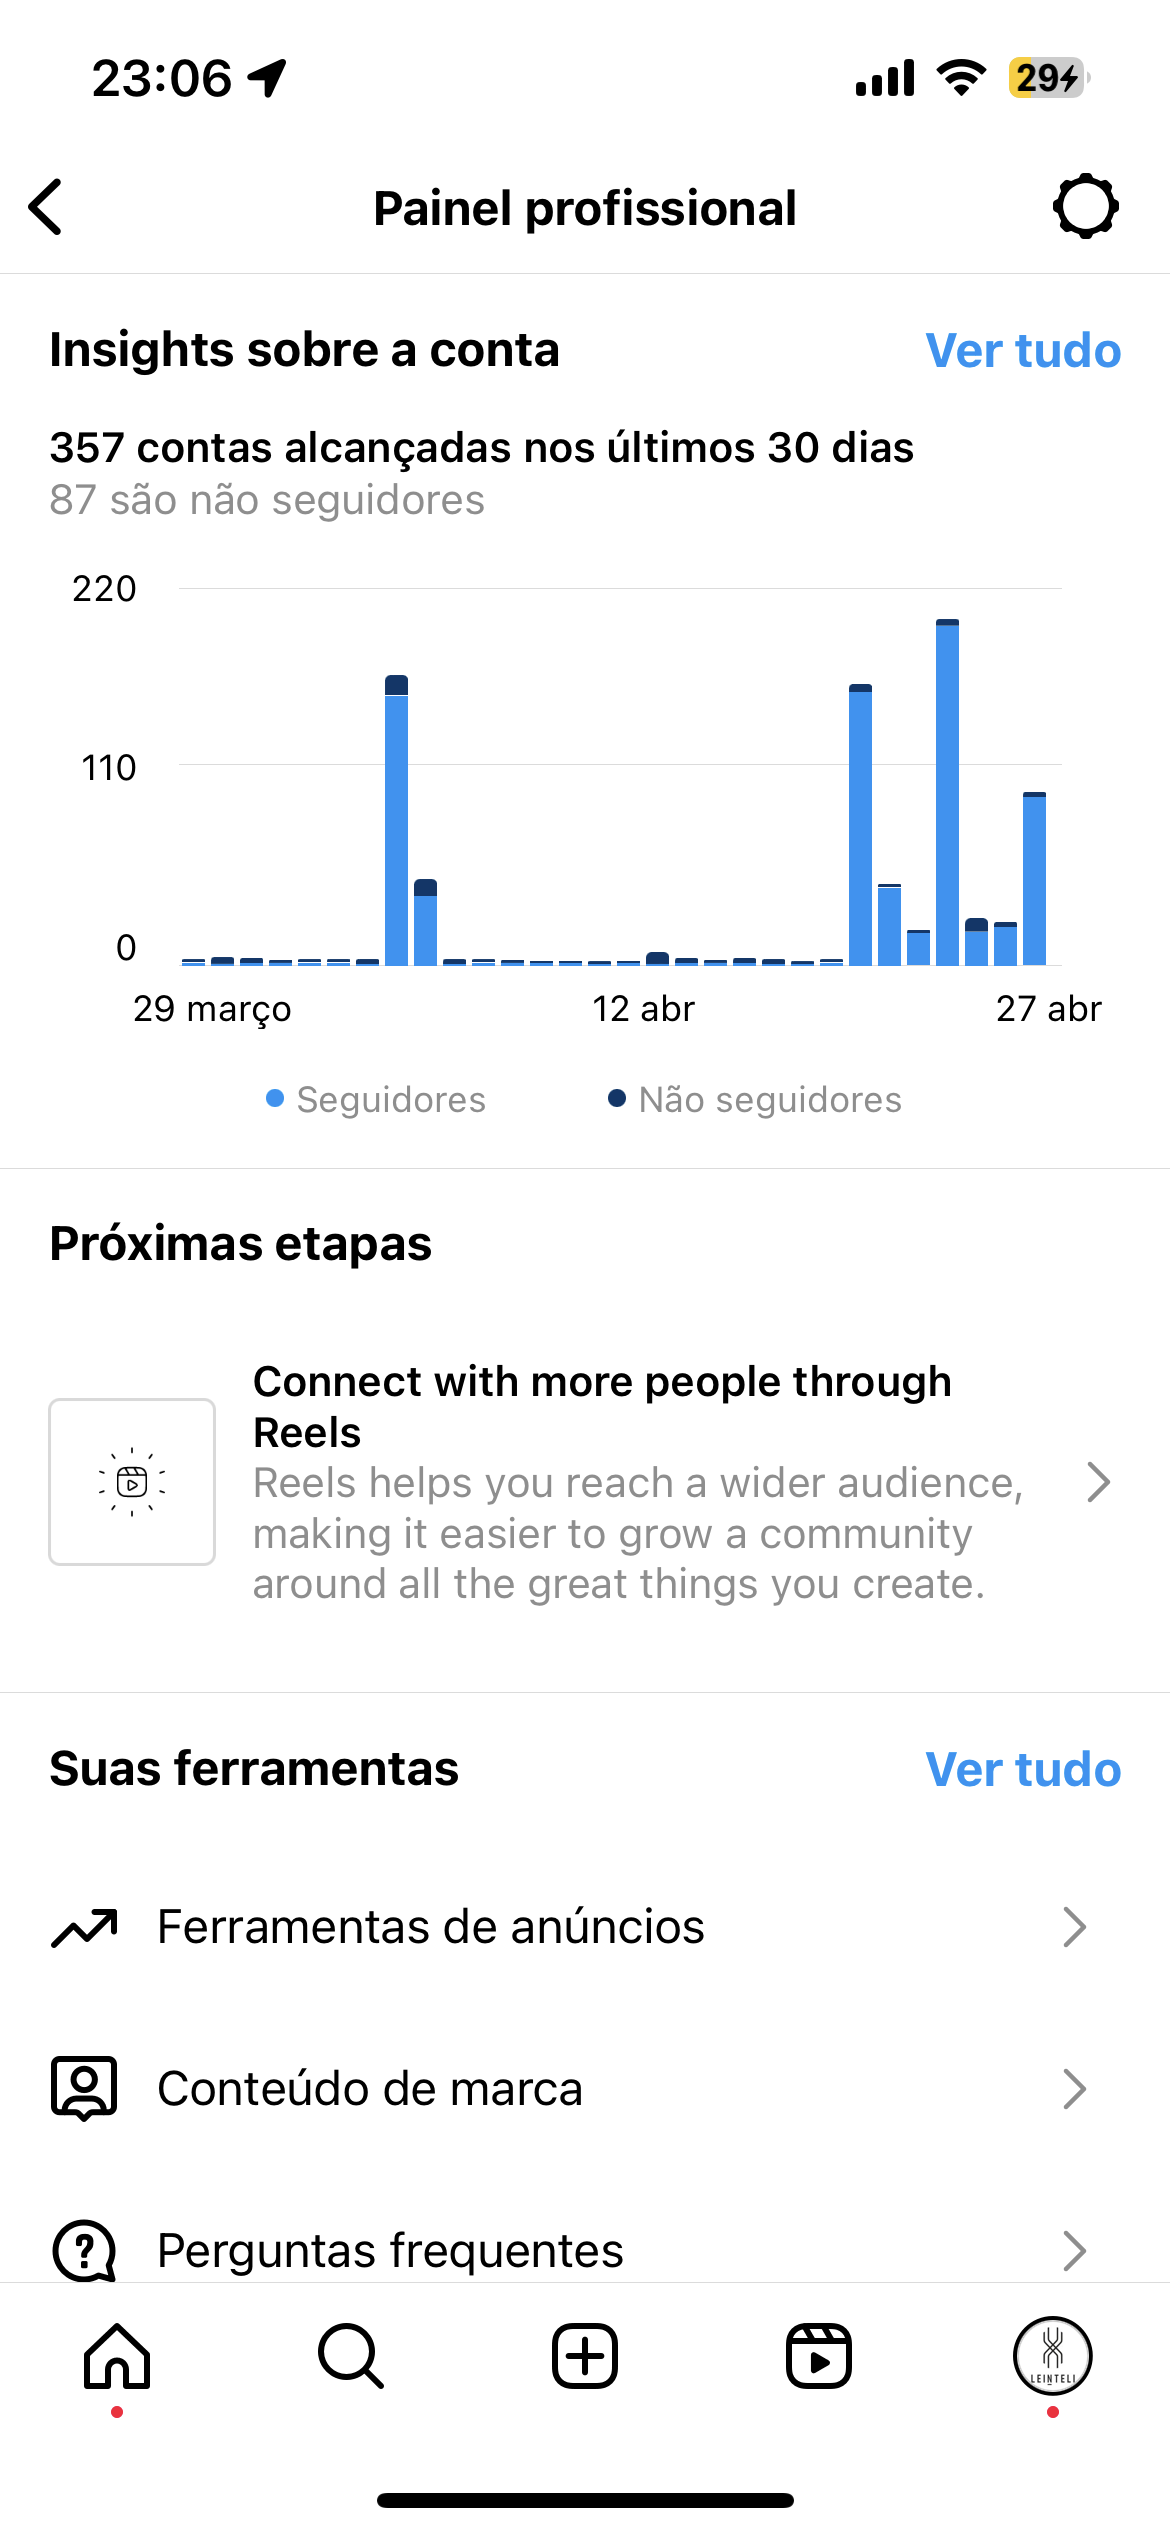 23:06
29
Painel profissional
Insights sobre a conta
Ver tudo
357 contas alcançadas nos últimos 30 dias
87 são não seguidores
220
110
0
29 março
12 abr
27 abr
Seguidores
Não seguidores
Próximas etapas
Connect with more people through
Reels
Reels helps you reach a wider audience,
making it easier to grow a community
around all the great things you create.
Suas ferramentas
Ver tudo
Ferramentas de anúncios
Conteúdo de marca
Perguntas frequentes
LEINTELI